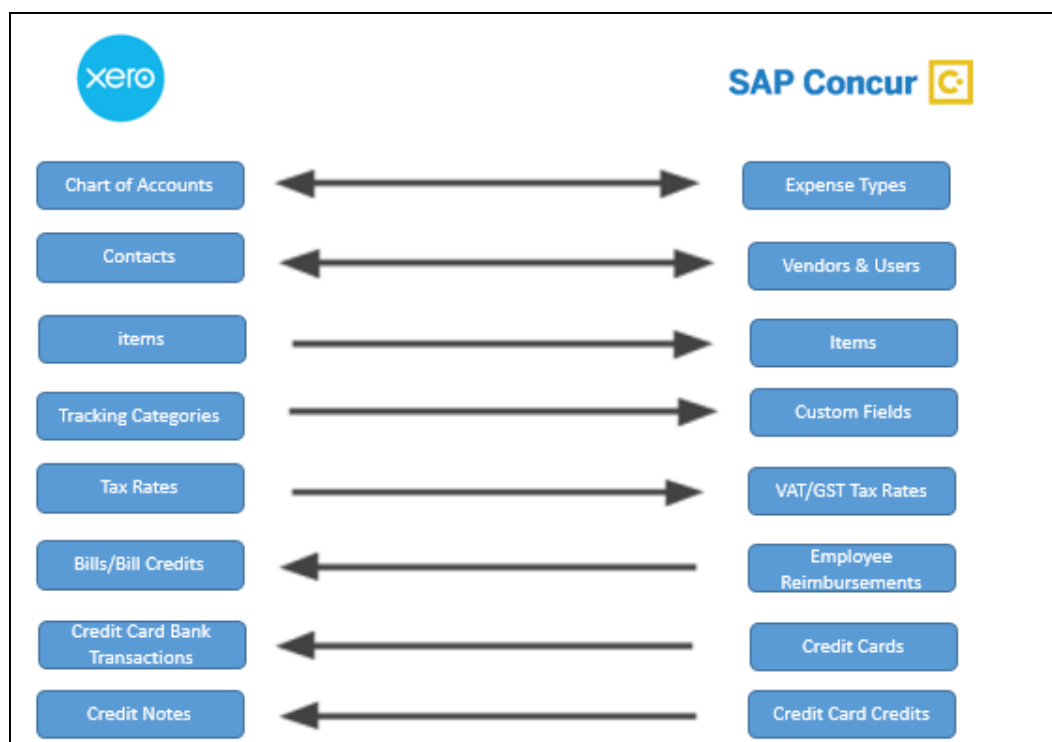 xero
SAP Concur C
Chart of Accounts
Expense Types
Contacts
Vendors & Users
items
Items
Tracking Categories
Custom Fields
Tax Rates
VAT/GST Tax Rates
Bills/Bill Credits
Employee
Reimbursements
Credit Card Bank
Transactions
Credit Cards
Credit Notes
Credit Card Credits